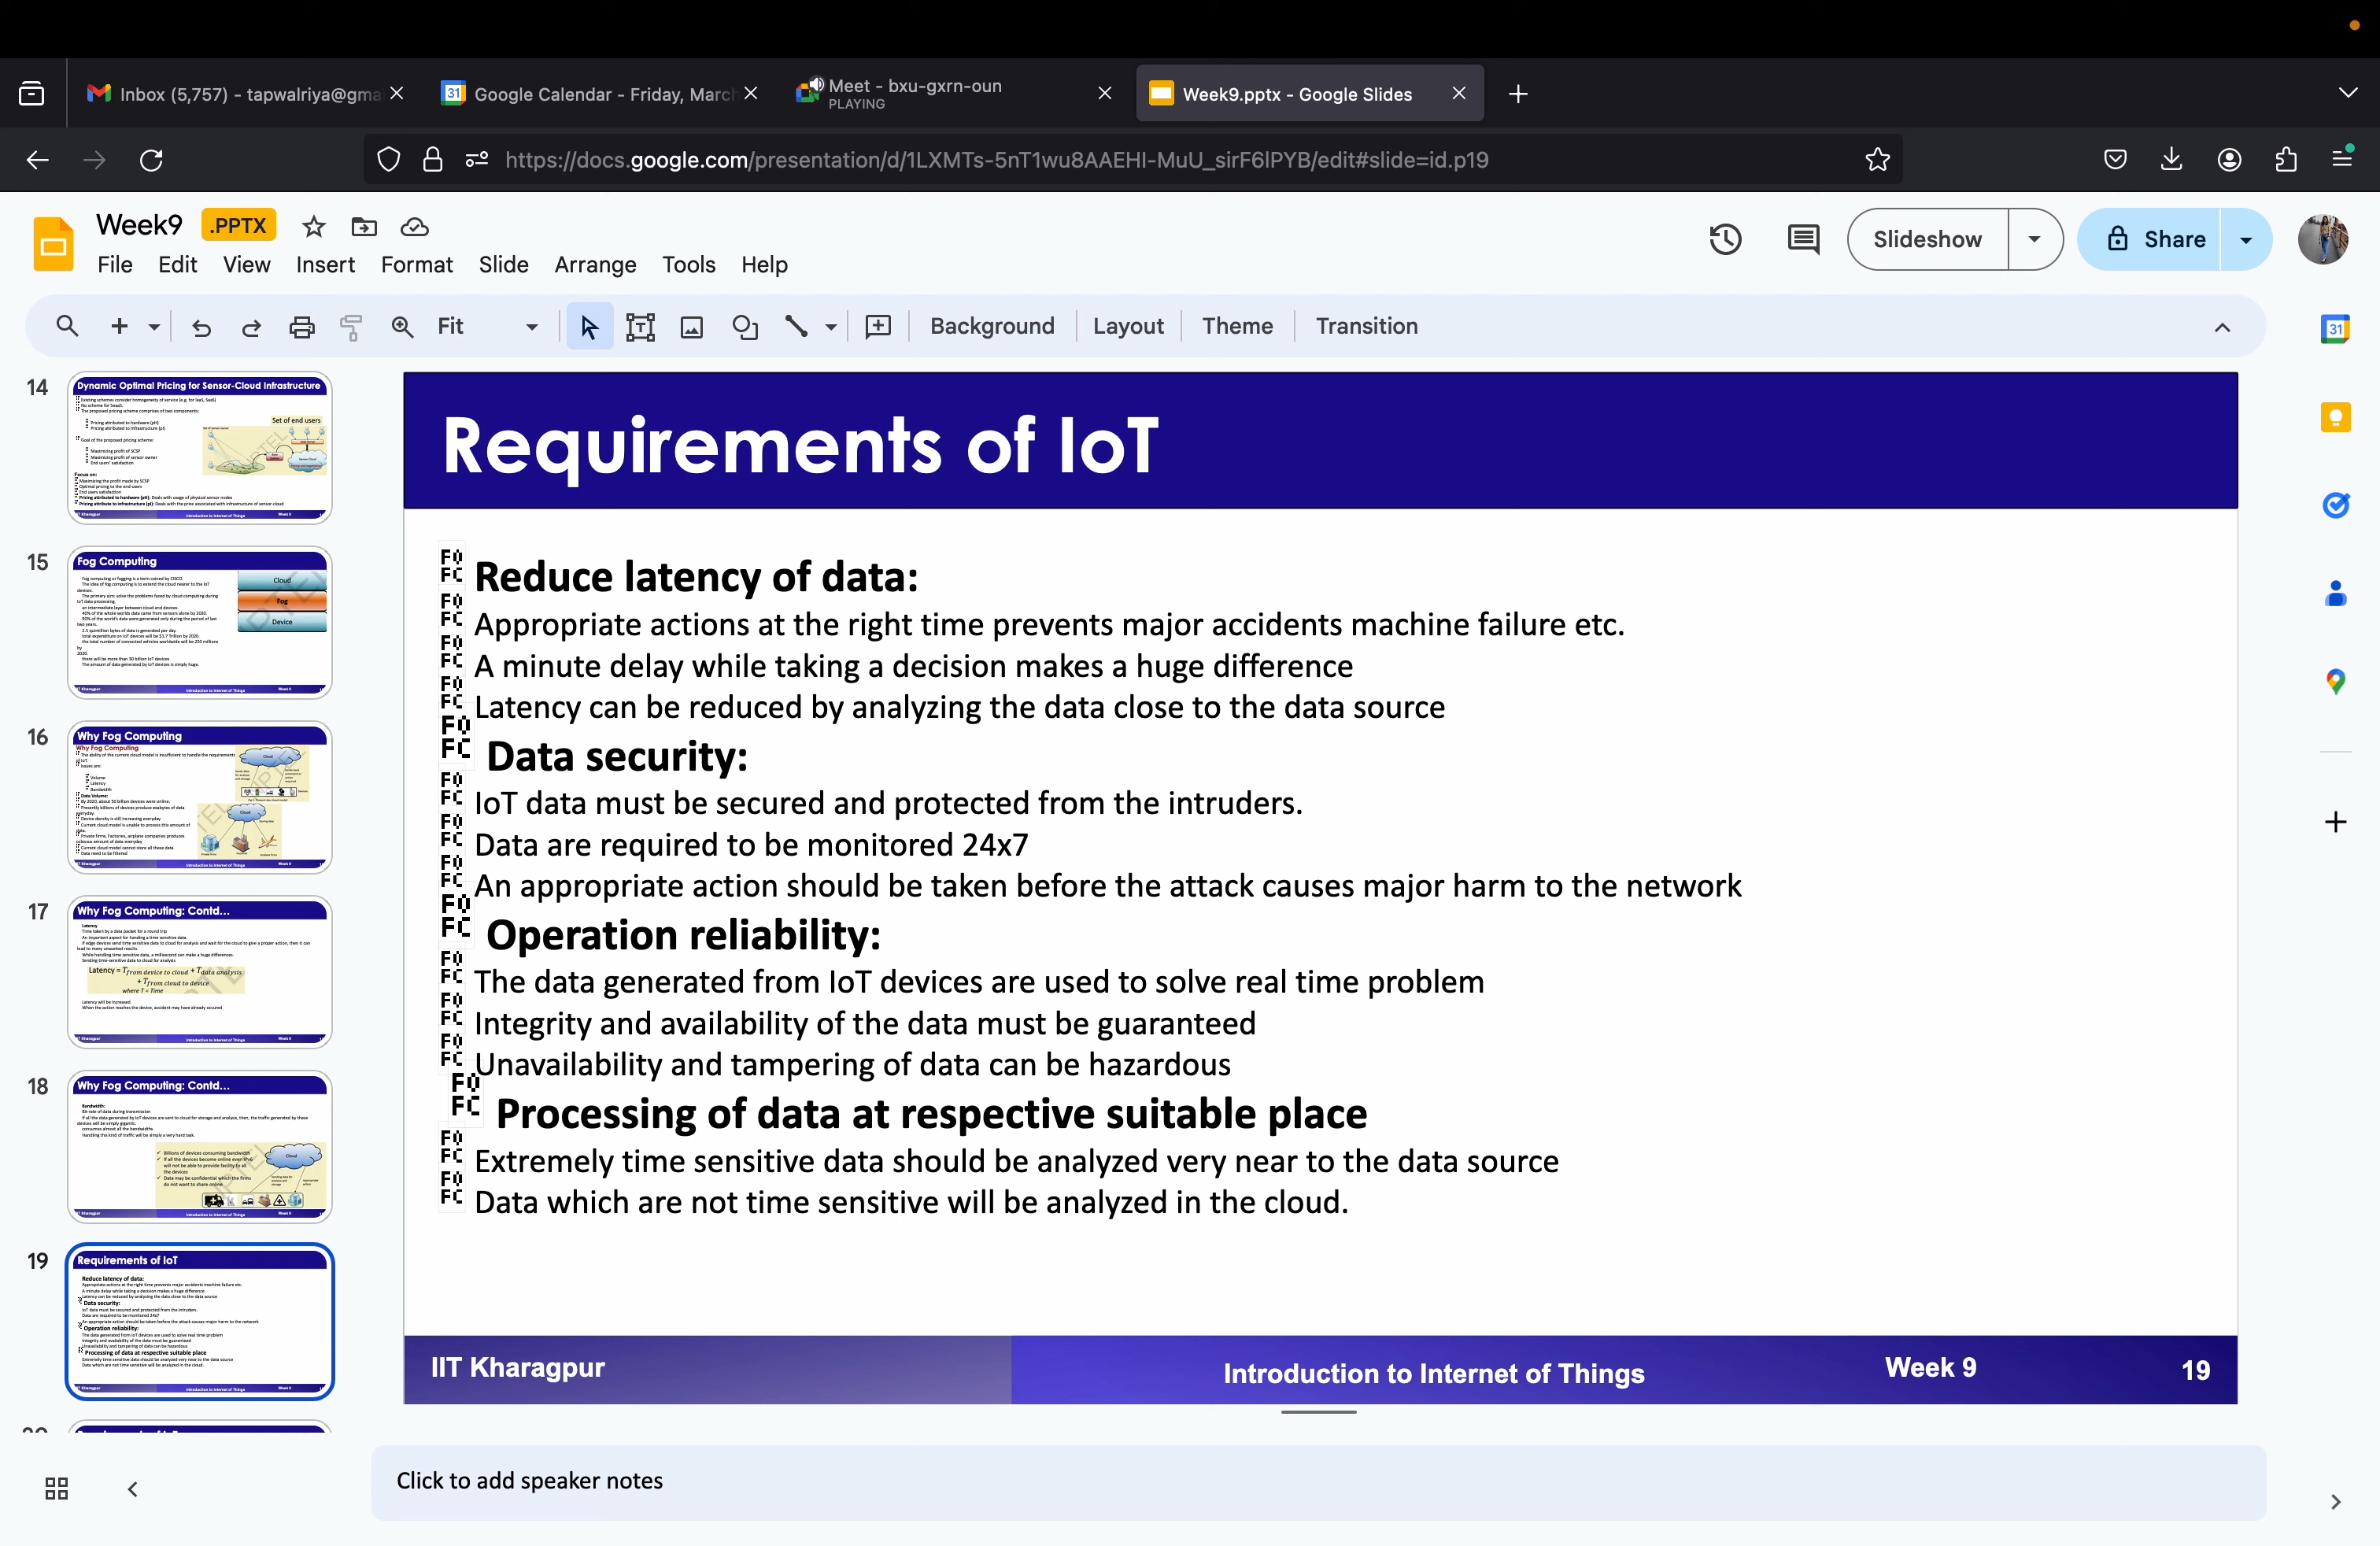 Inbox (5,757) - tapwalriya@gma
Google Calendar - Friday, March
Meet - bxu-gxrn-oun
PLAYING
Week9.pptx - Google Slides
https://docs.google.com/presentation/d/1LXMTs-5nT1wu8AAEHI-MuU_sirF6lPYB/edit#slide=id.p19
Week9 .PPTX
File Edit View Insert Format Slide Arrange Tools Help
Slideshow
Share
Fit
Background Layout Theme Transition
14
Dynamic Optimal Pricing for Sensor-Cloud Infrastructure
Set of end users
15
Fog Computing
Cloud
Fog
Device
16
Why Fog Computing
Why Fog Computing
17
Why Fog Computing: Contd...
18
Why Fog Computing: Contd...
19
Requirements of IoT
Requirements of IoT
Reduce latency of data:
Appropriate actions at the right time prevents major accidents machine failure etc.
A minute delay while taking a decision makes a huge difference
Latency can be reduced by analyzing the data close to the data source
Data security:
IoT data must be secured and protected from the intruders.
Data are required to be monitored 24x7
An appropriate action should be taken before the attack causes major harm to the network
Operation reliability:
The data generated from IoT devices are used to solve real time problem
Integrity and availability of the data must be guaranteed
Unavailability and tampering of data can be hazardous
Processing of data at respective suitable place
Extremely time sensitive data should be analyzed very near to the data source
Data which are not time sensitive will be analyzed in the cloud.
IIT Kharagpur
Introduction to Internet of Things
Week 9
19
Click to add speaker notes